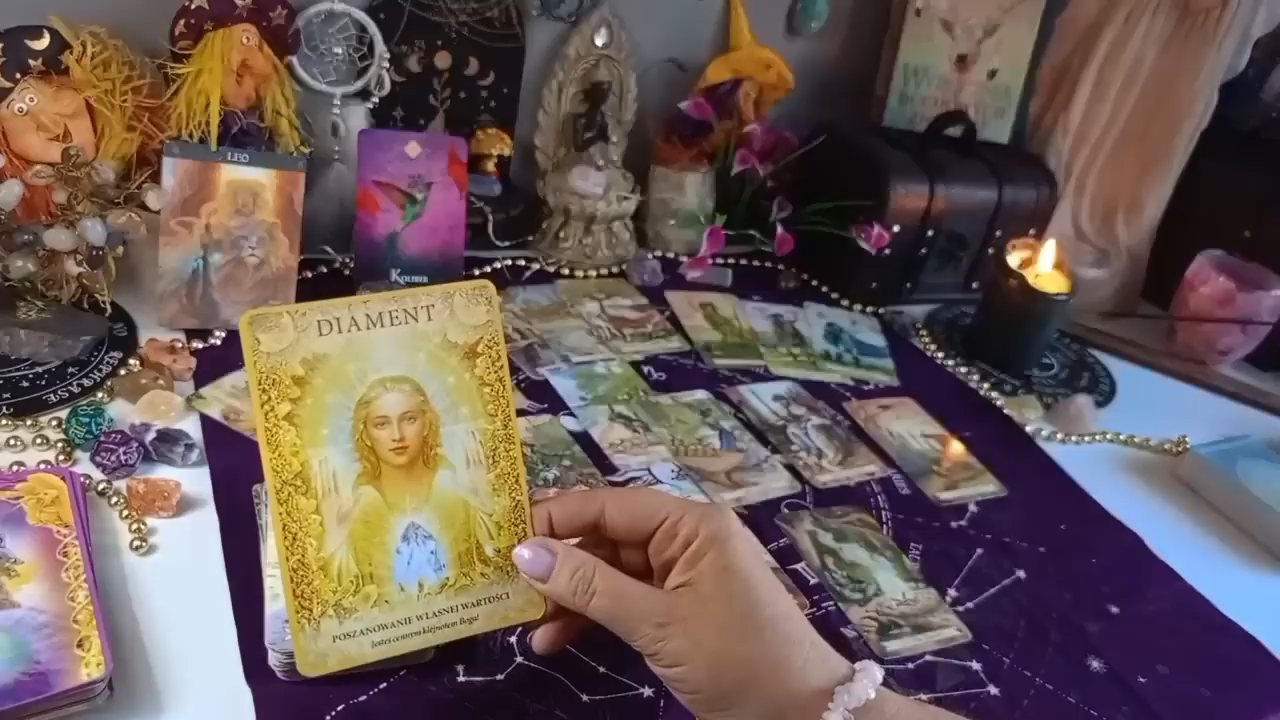 LEO
KOLIBER
DIAMENT
POSZANOWANIE WŁASNEJ WARTOŚCI
Jesteś cennym klejnotem Boga!